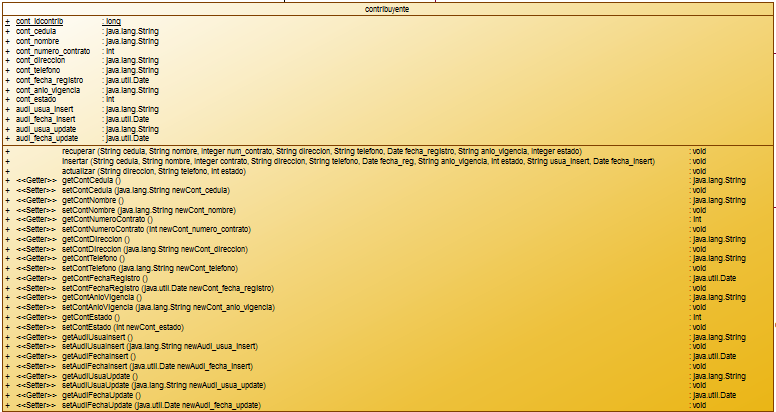 contribuyente
+ cont_idcontrib : long
+ cont_cedula : java.lang.String
+ cont_nombre : java.lang.String
+ cont_numero_contrato : int
+ cont_direccion : java.lang.String
+ cont_telefono : java.lang.String
+ cont_fecha_registro : java.util.Date
+ cont_anio_vigencia : java.lang.String
+ cont_estado : int
+ audi_usua_insert : java.lang.String
+ audi_fecha_insert : java.util.Date
+ audi_usua_update : java.lang.String
+ audi_fecha_update : java.util.Date
+ recuperar (String cedula, String nombre, Integer num_contrato, String direccion, String telefono, Date fecha_registro, String anio_vigencia, Integer estado) : void
+ insertar (String cedula, String nombre, Integer contrato, String direccion, String telefono, Date fecha_reg, String anio_vigencia, Int estado, String usua_insert, Date fecha_insert) : void
+ actualizar (String direccion, String telefono, Int estado) : void
+ <<Getter>> getContCedula () : java.lang.String
+ <<Setter>> setContCedula (java.lang.String newCont_cedula) : void
+ <<Getter>> getContNombre () : java.lang.String
+ <<Setter>> setContNombre (java.lang.String newCont_nombre) : void
+ <<Getter>> getContNumeroContrato () : int
+ <<Setter>> setContNumeroContrato (int newCont_numero_contrato) : void
+ <<Getter>> getContDireccion () : java.lang.String
+ <<Setter>> setContDireccion (java.lang.String newCont_direccion) : void
+ <<Getter>> getContTelefono () : java.lang.String
+ <<Setter>> setContTelefono (java.lang.String newCont_telefono) : void
+ <<Getter>> getContFechaRegistro () : java.util.Date
+ <<Setter>> setContFechaRegistro (java.util.Date newCont_fecha_registro) : void
+ <<Getter>> getContAnioVigencia () : java.lang.String
+ <<Setter>> setContAnioVigencia (java.lang.String newCont_anio_vigencia) : void
+ <<Getter>> getContEstado () : int
+ <<Setter>> setContEstado (int newCont_estado) : void
+ <<Getter>> getAudiUsuaInsert () : java.lang.String
+ <<Setter>> setAudiUsuaInsert (java.lang.String newAudi_usua_insert) : void
+ <<Getter>> getAudiFechaInsert () : java.util.Date
+ <<Setter>> setAudiFechaInsert (java.util.Date newAudi_fecha_insert) : void
+ <<Getter>> getAudiUsuaUpdate () : java.lang.String
+ <<Setter>> setAudiUsuaUpdate (java.lang.String newAudi_usua_update) : void
+ <<Getter>> getAudiFechaUpdate () : java.util.Date
+ <<Setter>> setAudiFechaUpdate (java.util.Date newAudi_fecha_update) : void